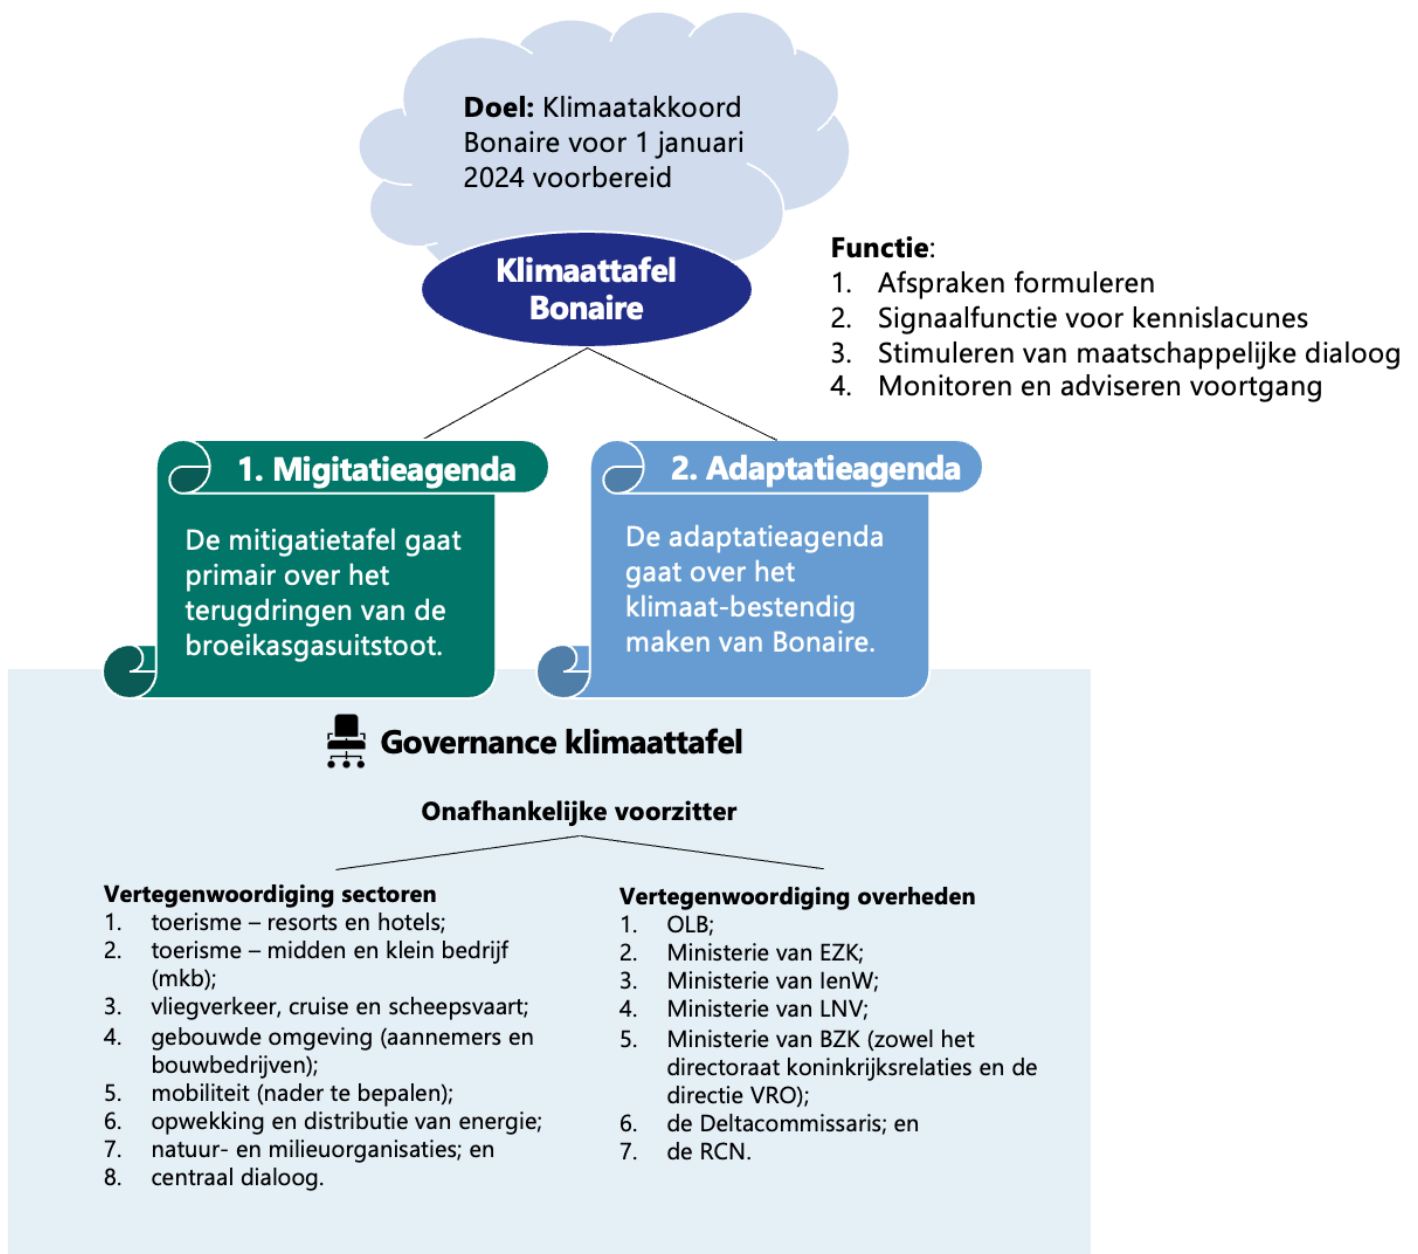 Doel: Klimaatakkoord
Bonaire voor 1 januari
2024 voorbereid
Klimaattafel
Bonaire
Functie:
1. Afspraken formuleren
2. Signaalfunctie voor kennislacunes
3. Stimuleren van maatschappelijke dialoog
4. Monitoren en adviseren voortgang
1. Migitatieagenda
De mitigatietafel gaat
primair over het
terugdringen van de
broeikasgasuitstoot.
2. Adaptatieagenda
De adaptatieagenda
gaat over het
klimaat-bestendig
maken van Bonaire.
Governance klimaattafel
Onafhankelijke voorzitter
Vertegenwoordiging sectoren
1. toerisme – resorts en hotels;
2. toerisme – midden en klein bedrijf
(mkb);
3. vliegverkeer, cruise en scheepsvaart;
4. gebouwde omgeving (aannemers en
bouwbedrijven);
5. mobiliteit (nader te bepalen);
6. opwekking en distributie van energie;
7. natuur- en milieuorganisaties; en
8. centraal dialoog.
Vertegenwoordiging overheden
1. OLB;
2. Ministerie van EZK;
3. Ministerie van IenW;
4. Ministerie van LNV;
5. Ministerie van BZK (zowel het
directoraat koninkrijksrelaties en de
directie VRO);
6. de Deltacommissaris; en
7. de RCN.